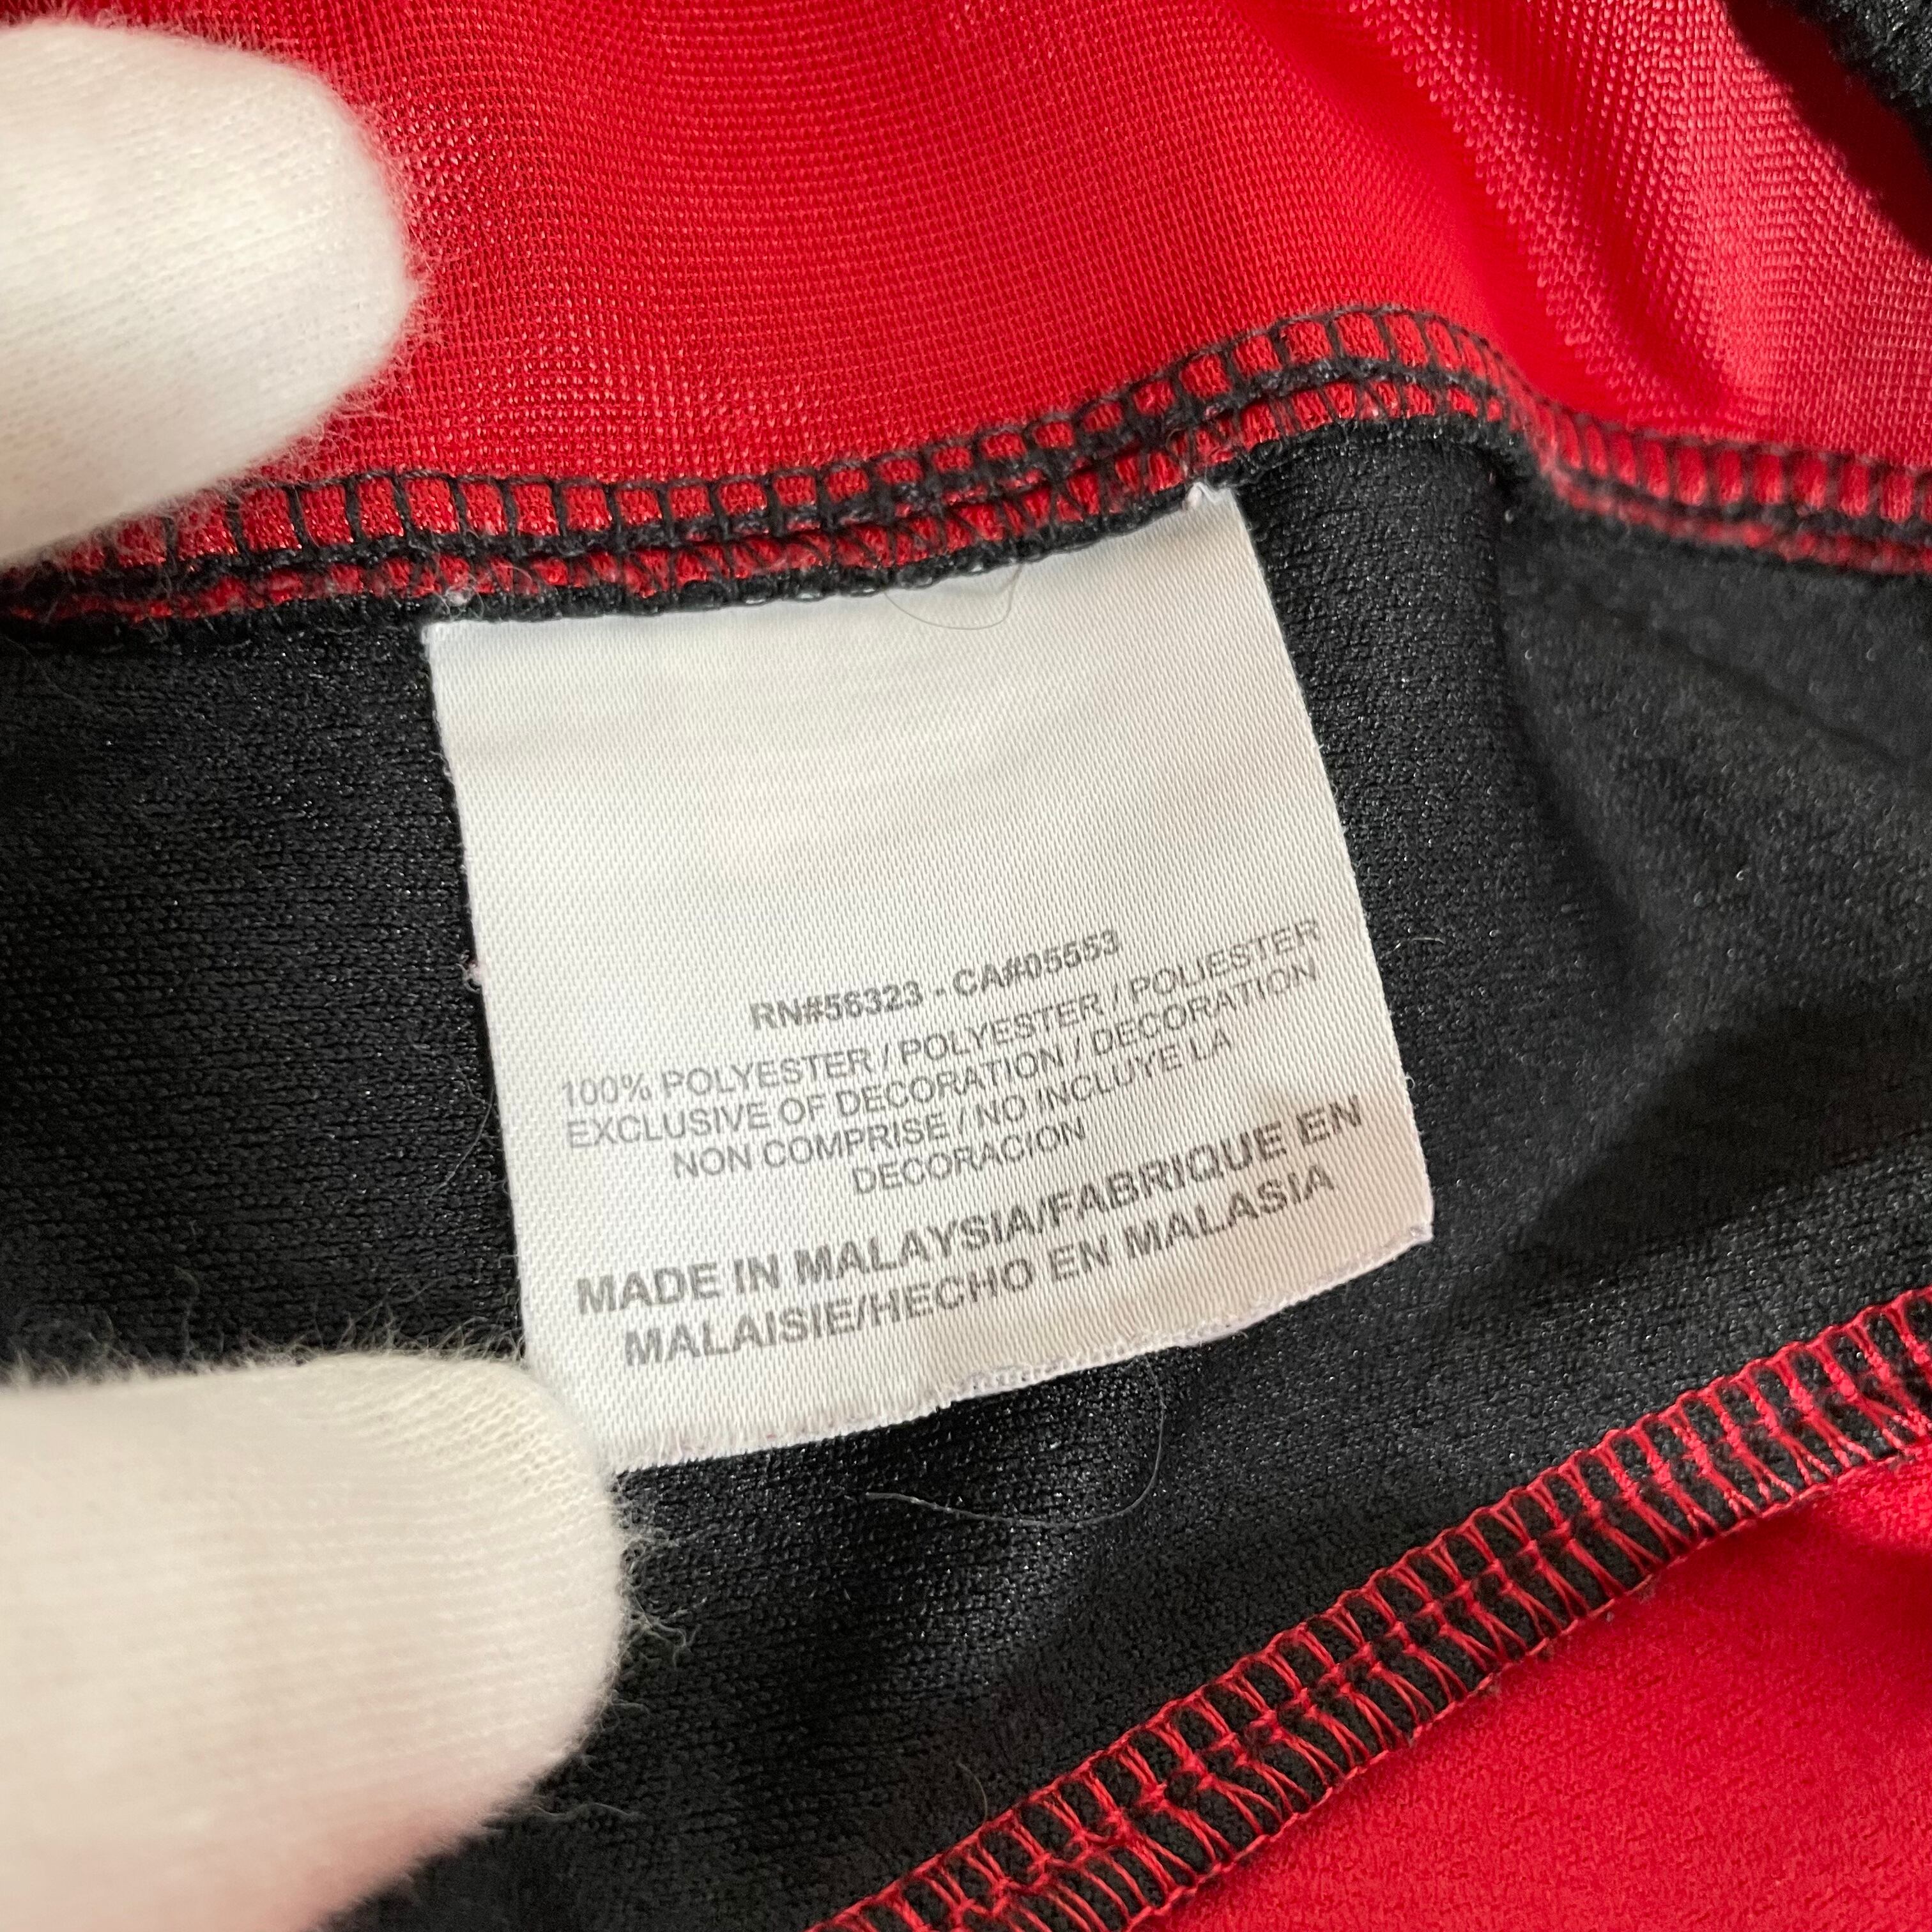 RN#56323 - CA#05553
100% POLYESTER / POLYESTER / POLIESTER
EXCLUSIVE OF DECORATION / DECORATION
NON COMPRISE / NO INCLUYE LA
DECORACION
MADE IN MALAYSIA/FABRIQUE EN
MALAISIE/HECHO EN MALASIA